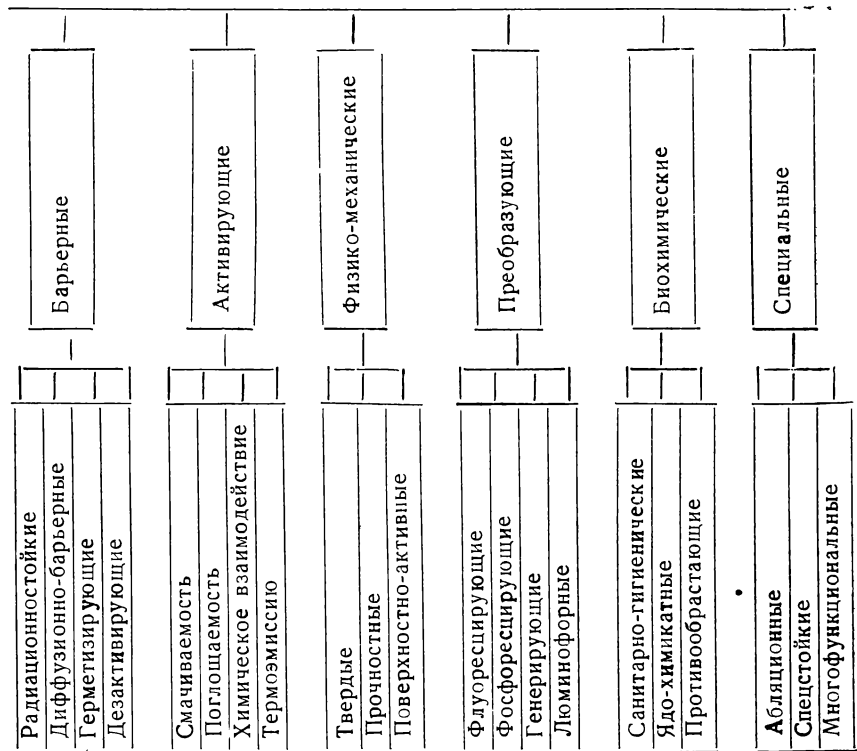 Барьерные
Радиационностойкие
Диффузионно-барьерные
Герметизирующие
Дезактивирующие
Активирующие
Смачиваемость
Поглощаемость
Химическое взаимодействие
Термоэмиссию
Физико-механические
Твердые
Прочностные
Поверхностно-активные
Преобразующие
Флуоресцирующие
Фосфоресцирующие
Генерирующие
Люминофорные
Биохимические
Санитарно-гигиенические
Ядо-химикатные
Противообрастающие
Специальные
Абляционные
Спецстойкие
Многофункциональные